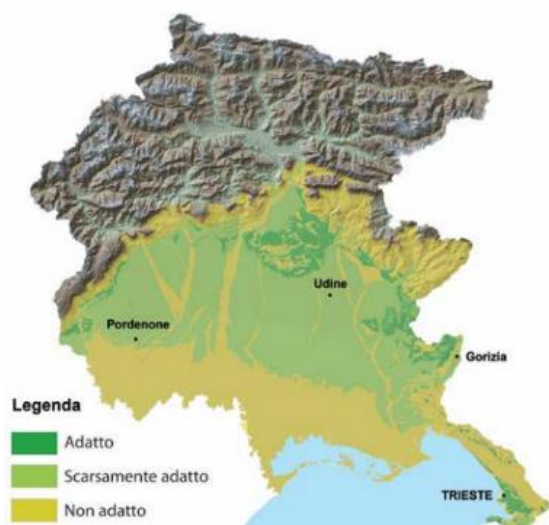 Udine
Pordenone
Gorizia
Legenda
Adatto
Scarsamente adatto
TRIESTE
Non adatto